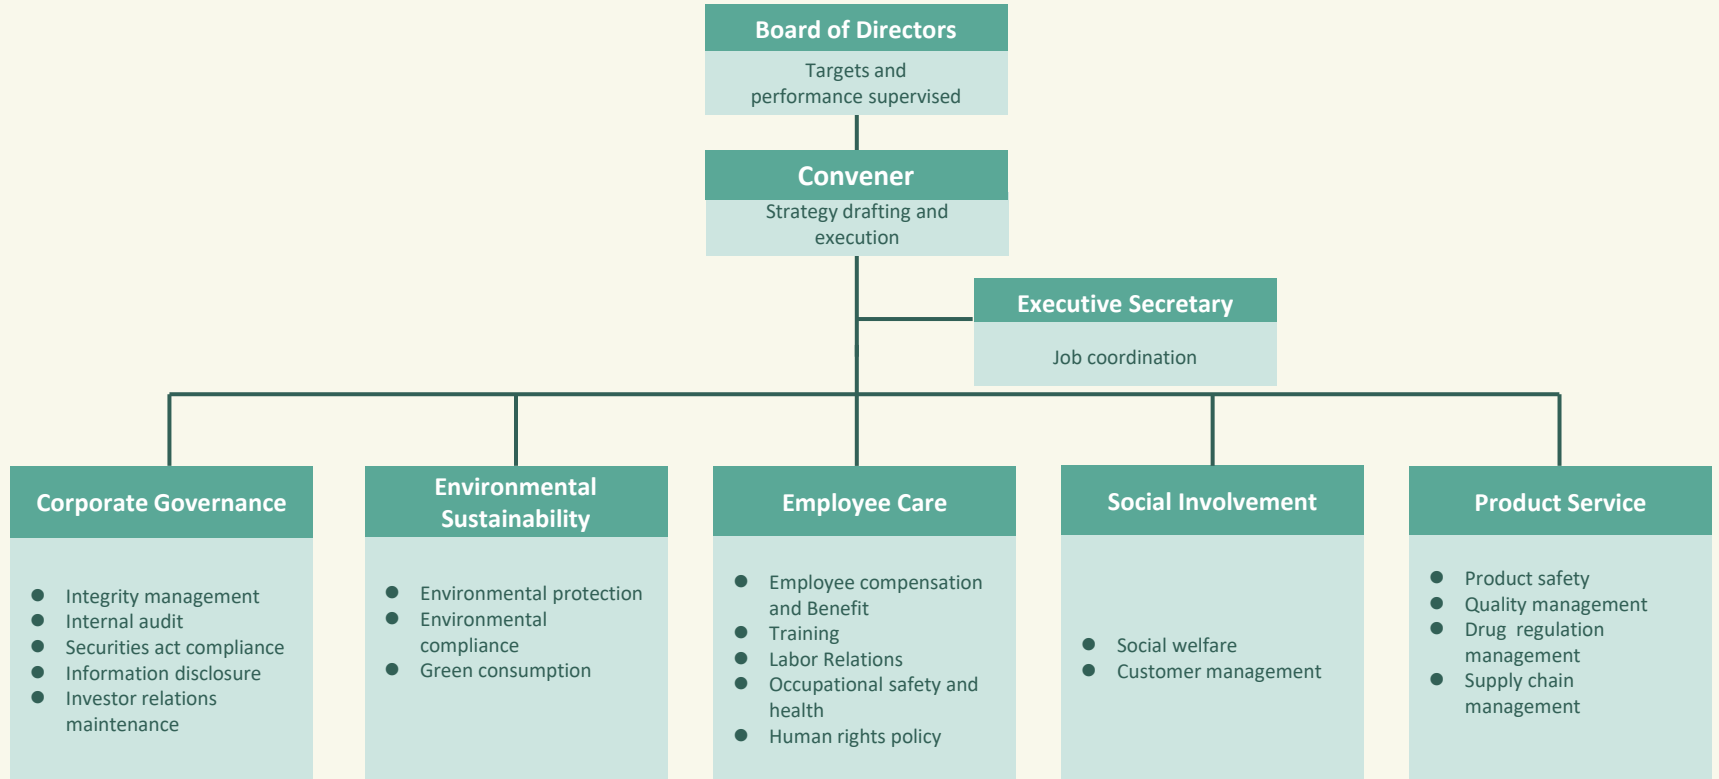 Board of Directors
Targets and
performance supervised
Convener
Strategy drafting and
execution
Executive Secretary
Job coordination
Corporate Governance
● Integrity management
● Internal audit
● Securities act compliance
● Information disclosure
● Investor relations
maintenance
Environmental
Sustainability
● Environmental protection
● Environmental
compliance
● Green consumption
Employee Care
● Employee compensation
and Benefit
● Training
● Labor Relations
● Occupational safety and
health
● Human rights policy
Social Involvement
● Social welfare
● Customer management
Product Service
● Product safety
● Quality management
● Drug regulation
management
● Supply chain
management